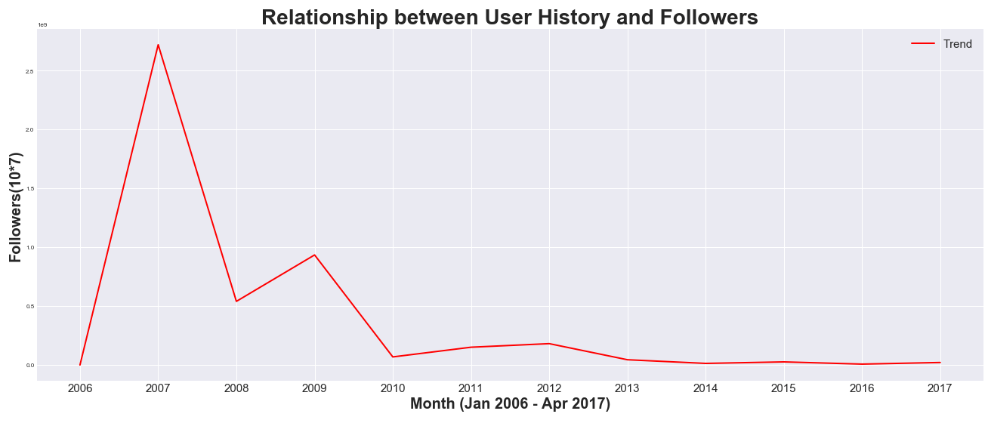 Relationship between User History and Followers
1e9
Trend
2.5
2.0
1.5
1.0
0.5
0.0
Followers(10*7)
2006 2007 2008 2009 2010 2011 2012 2013 2014 2015 2016 2017
Month (Jan 2006 - Apr 2017)